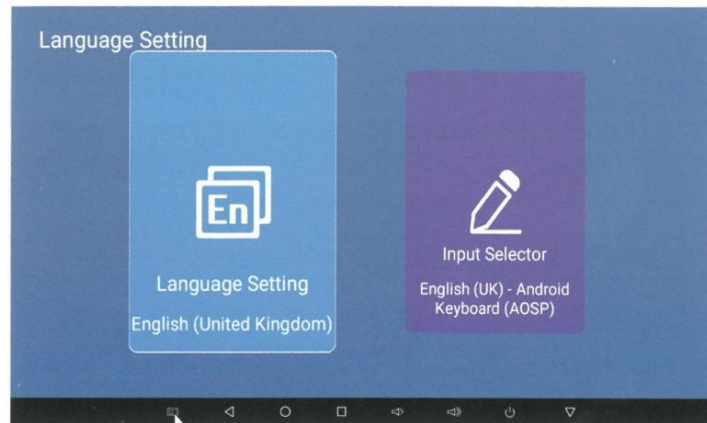 Language Setting
En
Language Setting
English (United Kingdom)
Input Selector
English (UK) - Android
Keyboard (AOSP)